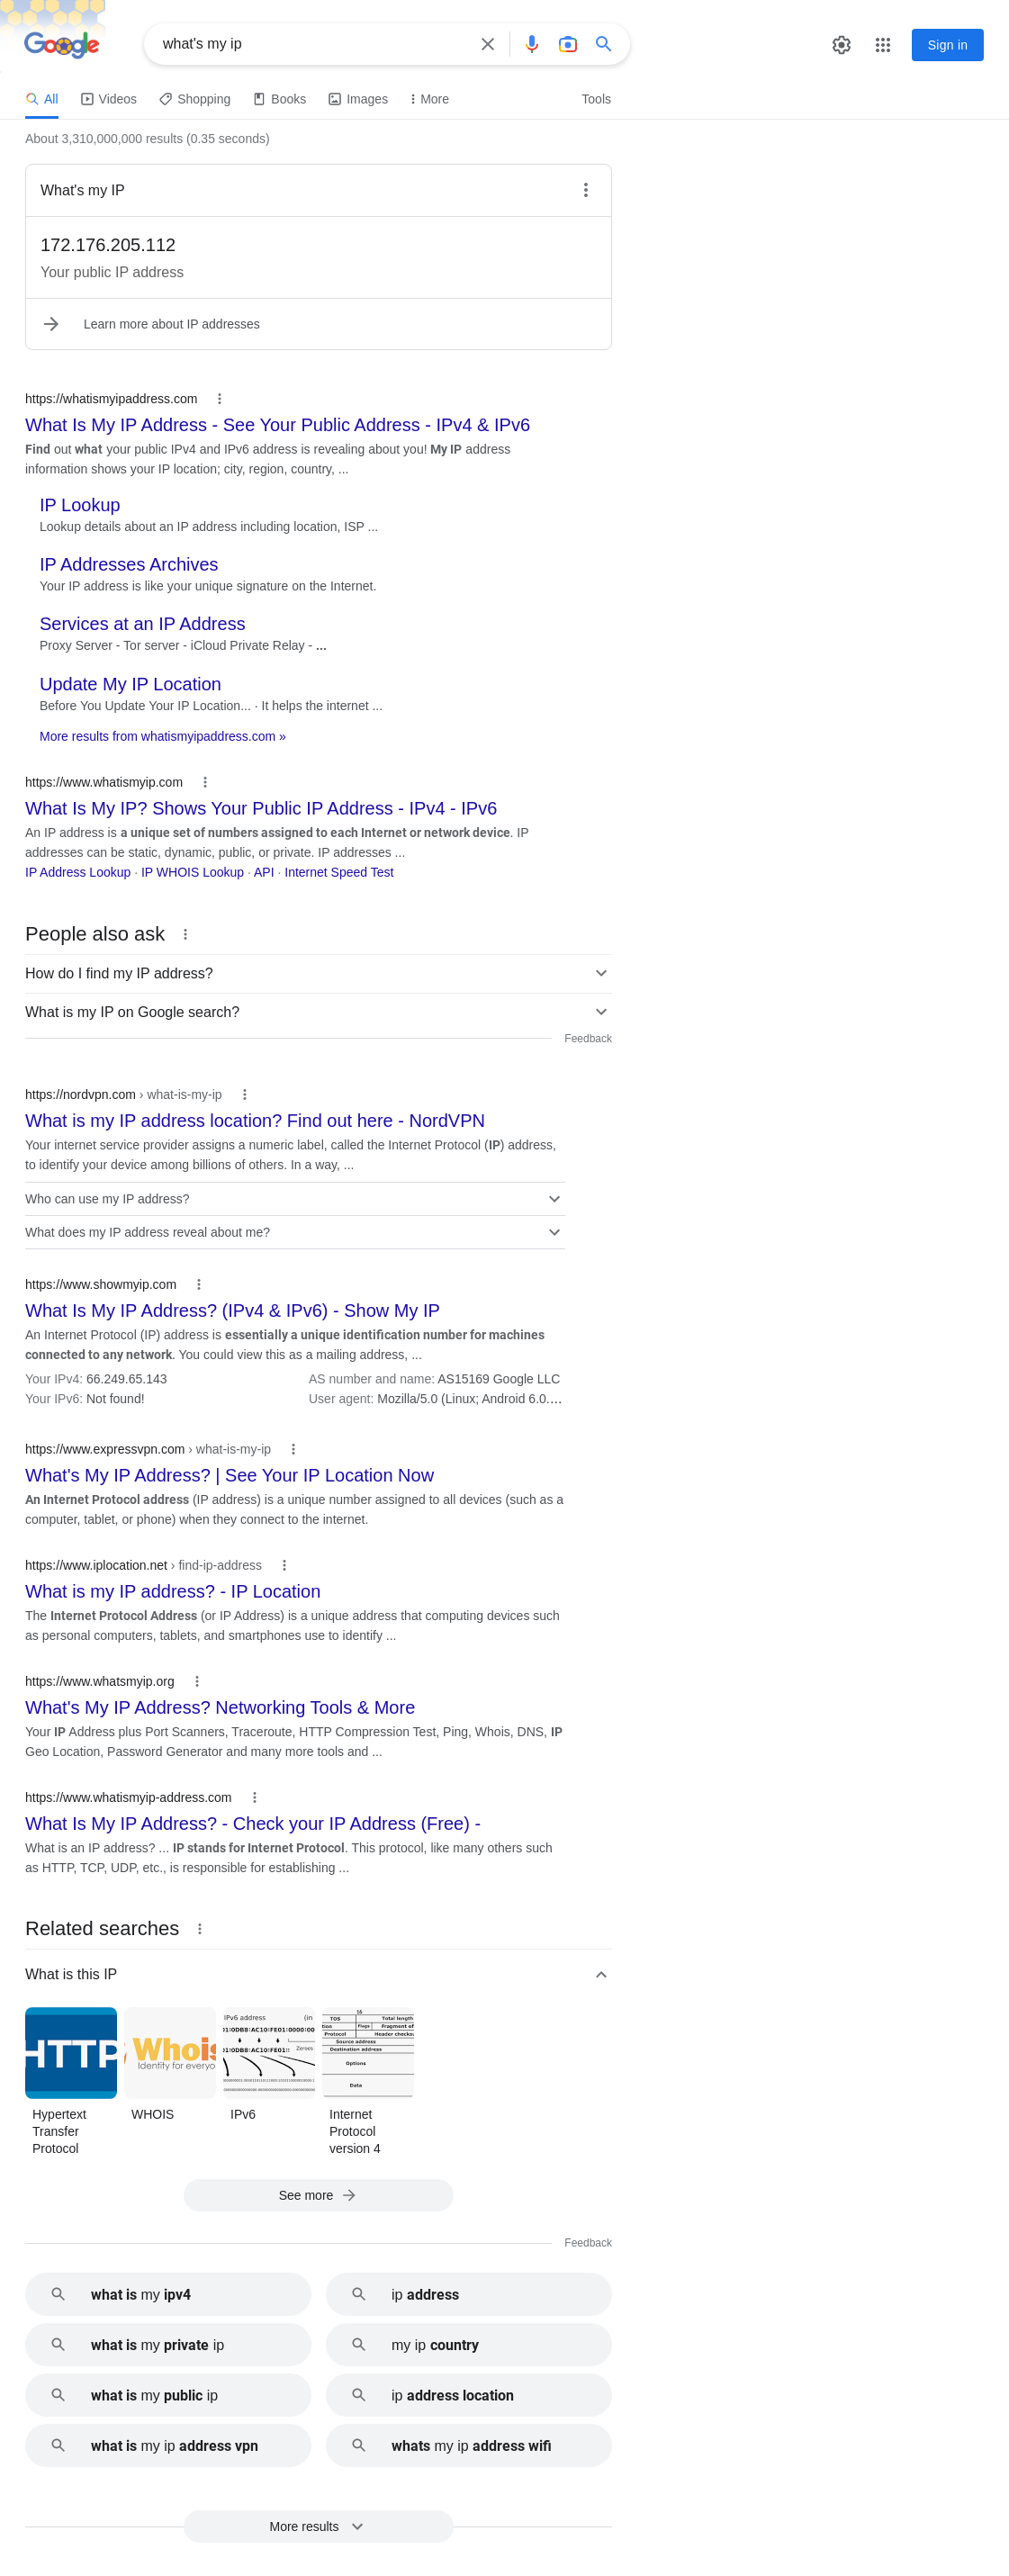 Google
what's my ip
Sign in
All
Videos
Shopping
Books
Images
More
Tools
About 3,310,000,000 results (0.35 seconds)
What's my IP
172.176.205.112
Your public IP address
Learn more about IP addresses
https://whatismyipaddress.com
What Is My IP Address - See Your Public Address - IPv4 & IPv6
Find out what your public IPv4 and IPv6 address is revealing about you! My IP address
information shows your IP location; city, region, country, ...
IP Lookup
Lookup details about an IP address including location, ISP ...
IP Addresses Archives
Your IP address is like your unique signature on the Internet.
Services at an IP Address
Proxy Server - Tor server - iCloud Private Relay - ...
Update My IP Location
Before You Update Your IP Location... · It helps the internet ...
More results from whatismyipaddress.com »
https://www.whatismyip.com
What Is My IP? Shows Your Public IP Address - IPv4 - IPv6
An IP address is a unique set of numbers assigned to each Internet or network device. IP
addresses can be static, dynamic, public, or private. IP addresses ...
IP Address Lookup · IP WHOIS Lookup · API · Internet Speed Test
People also ask
How do I find my IP address?
What is my IP on Google search?
Feedback
https://nordvpn.com › what-is-my-ip
What is my IP address location? Find out here - NordVPN
Your internet service provider assigns a numeric label, called the Internet Protocol (IP) address,
to identify your device among billions of others. In a way, ...
Who can use my IP address?
What does my IP address reveal about me?
https://www.showmyip.com
What Is My IP Address? (IPv4 & IPv6) - Show My IP
An Internet Protocol (IP) address is essentially a unique identification number for machines
connected to any network. You could view this as a mailing address, ...
Your IPv4: 66.249.65.143
AS number and name: AS15169 Google LLC
Your IPv6: Not found!
User agent: Mozilla/5.0 (Linux; Android 6.0....
https://www.expressvpn.com › what-is-my-ip
What's My IP Address? | See Your IP Location Now
An Internet Protocol address (IP address) is a unique number assigned to all devices (such as a
computer, tablet, or phone) when they connect to the internet.
https://www.iplocation.net › find-ip-address
What is my IP address? - IP Location
The Internet Protocol Address (or IP Address) is a unique address that computing devices such
as personal computers, tablets, and smartphones use to identify ...
https://www.whatsmyip.org
What's My IP Address? Networking Tools & More
Your IP Address plus Port Scanners, Traceroute, HTTP Compression Test, Ping, Whois, DNS, IP
Geo Location, Password Generator and many more tools and ...
https://www.whatismyip-address.com
What Is My IP Address? - Check your IP Address (Free) -
What is an IP address? ... IP stands for Internet Protocol. This protocol, like many others such
as HTTP, TCP, UDP, etc., is responsible for establishing ...
Related searches
What is this IP
HTTP
Whois
Identity for everyo
IPv6 address (in
Zeroes
16
TOS Total length
Flags Fragment of
Protocol Header checksu
Source address
Destination address
Options
Data
Hypertext
Transfer
Protocol
WHOIS
IPv6
Internet
Protocol
version 4
See more
Feedback
what is my ipv4
ip address
what is my private ip
my ip country
what is my public ip
ip address location
what is my ip address vpn
whats my ip address wifi
More results